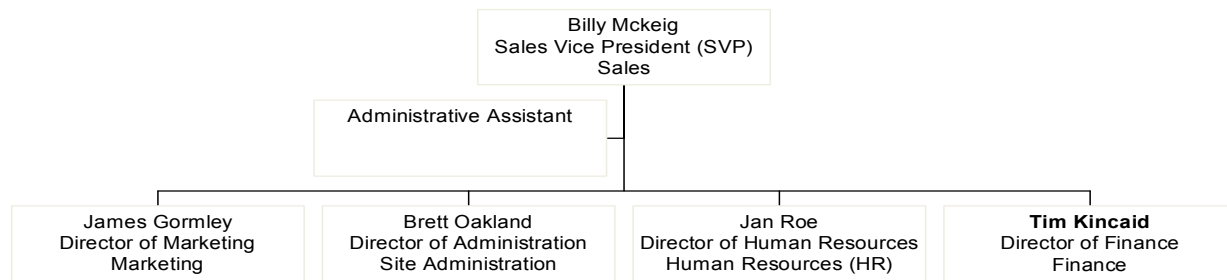 Billy Mckeig
Sales Vice President (SVP)
Sales
Administrative Assistant
James Gormley
Director of Marketing
Marketing
Brett Oakland
Director of Administration
Site Administration
Jan Roe
Director of Human Resources
Human Resources (HR)
Tim Kincaid
Director of Finance
Finance